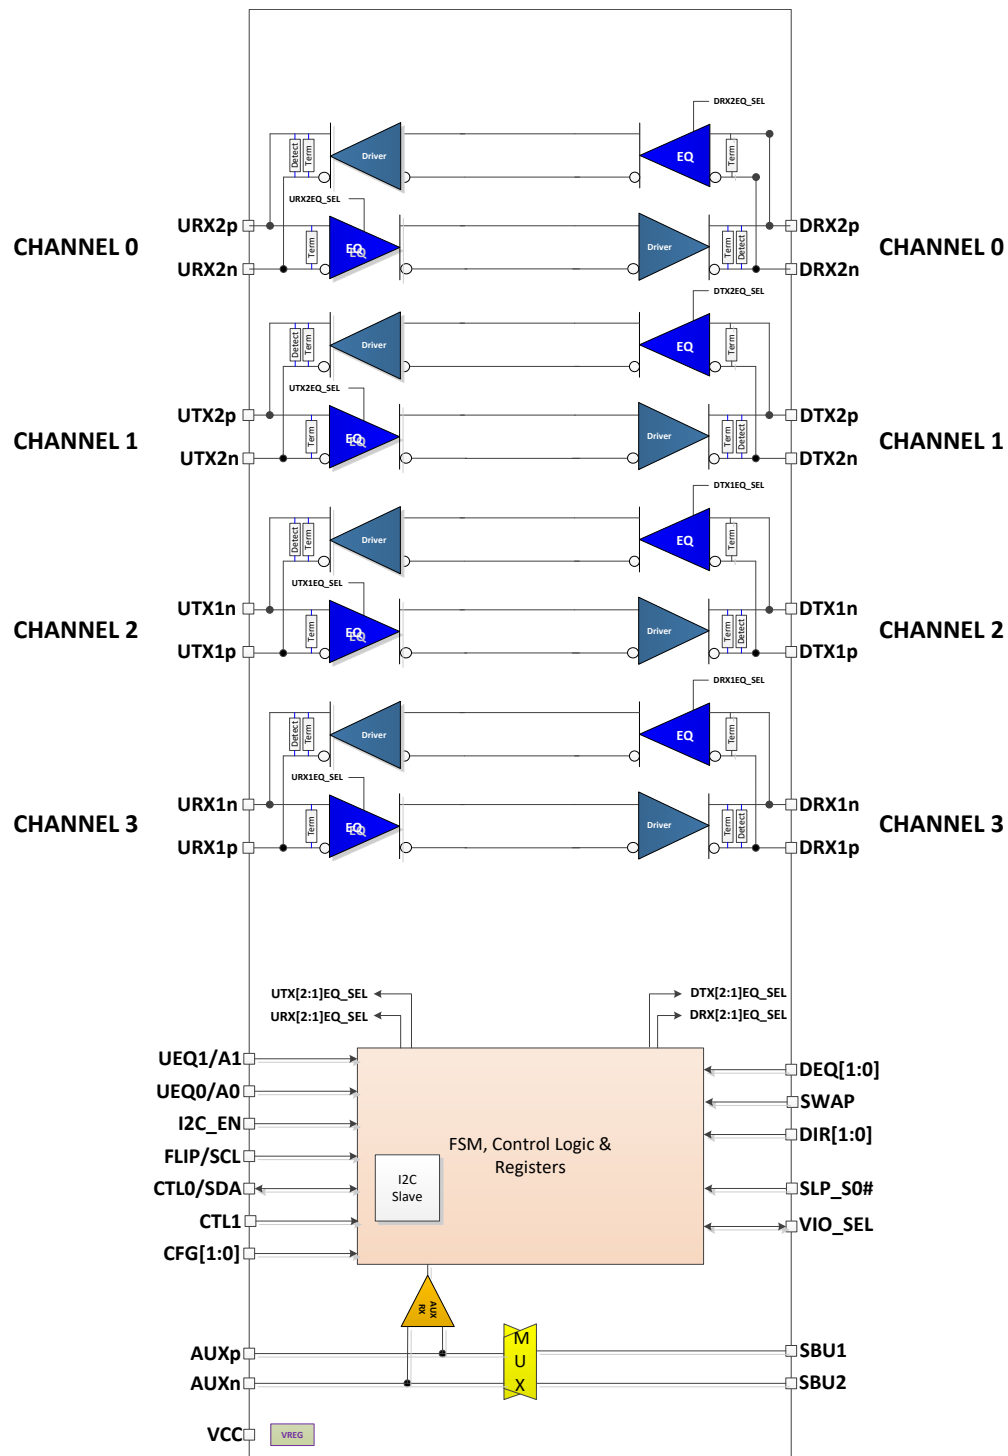 DRX2EQ_SEL
Detect
Term
Driver
EQ
Term
URX2EQ_SEL
URX2p
DRX2p
CHANNEL 0
Term
EQ
EQ
Driver
Term
Detect
CHANNEL 0
URX2n
DRX2n
DTX2EQ_SEL
Detect
Term
Driver
EQ
Term
UTX2EQ_SEL
UTX2p
DTX2p
CHANNEL 1
Term
EQ
EQ
Driver
Term
Detect
CHANNEL 1
UTX2n
DTX2n
DTX1EQ_SEL
Detect
Term
Driver
EQ
Term
UTX1EQ_SEL
UTX1n
DTX1n
CHANNEL 2
Term
EQ
EQ
Driver
Term
Detect
CHANNEL 2
UTX1p
DTX1p
DRX1EQ_SEL
Detect
Term
Driver
EQ
Term
URX1EQ_SEL
URX1n
DRX1n
CHANNEL 3
Term
EQ
EQ
Driver
Term
Detect
CHANNEL 3
URX1p
DRX1p
UTX[2:1]EQ_SEL
DTX[2:1]EQ_SEL
URX[2:1]EQ_SEL
DRX[2:1]EQ_SEL
UEQ1/A1
DEQ[1:0]
UEQ0/A0
SWAP
I2C_EN
DIR[1:0]
FSM, Control Logic &
Registers
FLIP/SCL
I2C
Slave
CTL0/SDA
SLP_S0#
CTL1
VIO_SEL
CFG[1:0]
AUX
RX
AUXp
MUX
SBU1
AUXn
SBU2
VCC
VREG